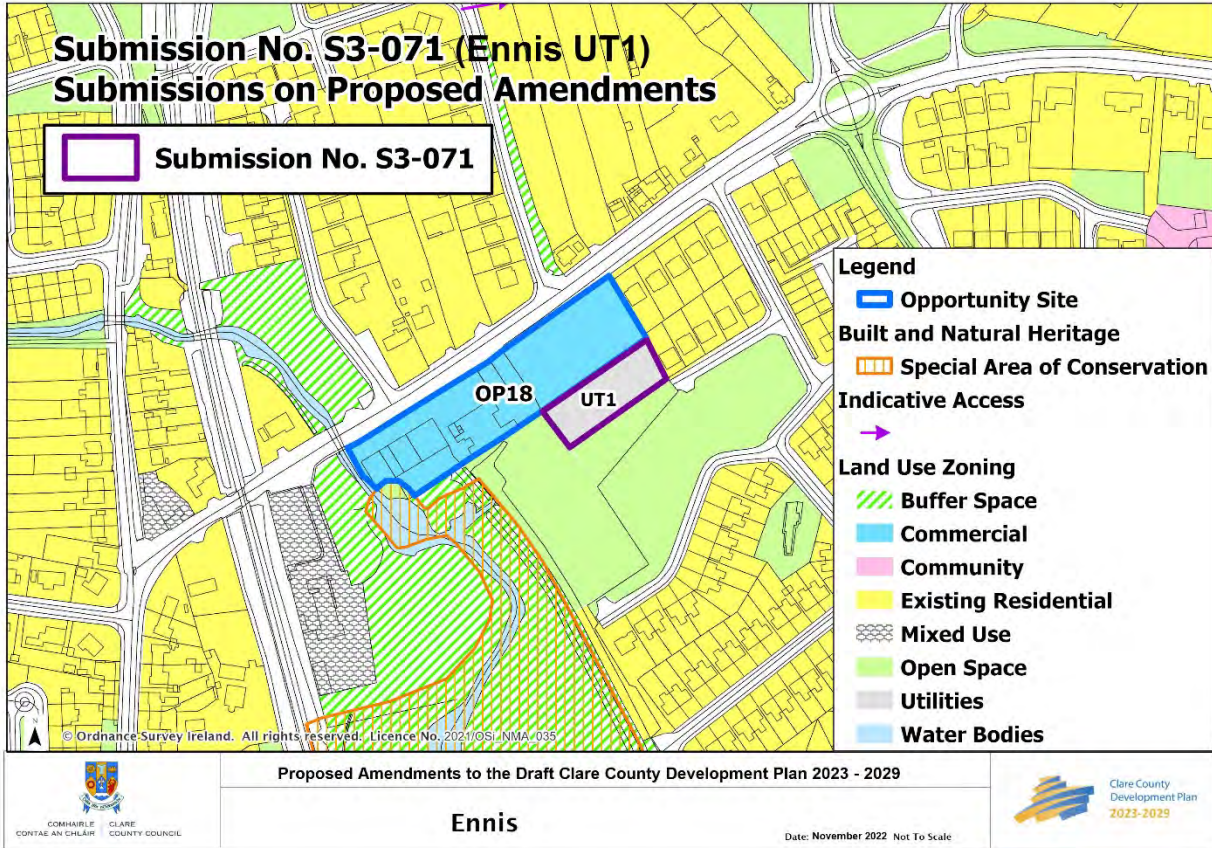 Submission No. S3-071 (Ennis UT1)
Submissions on Proposed Amendments
Submission No. S3-071
OP18
UT1
Legend
Opportunity Site
Built and Natural Heritage
Special Area of Conservation
Indicative Access
Land Use Zoning
Buffer Space
Commercial
Community
Existing Residential
Mixed Use
Open Space
Utilities
Water Bodies
N
© Ordnance Survey Ireland. All rights reserved. Licence No. 2021/OSi_NMA_035
COMHAIRLE
CONTAE AN CHLÁIR
CLARE
COUNTY COUNCIL
Proposed Amendments to the Draft Clare County Development Plan 2023 - 2029
Ennis
Date: November 2022 Not To Scale
Clare County
Development Plan
2023-2029